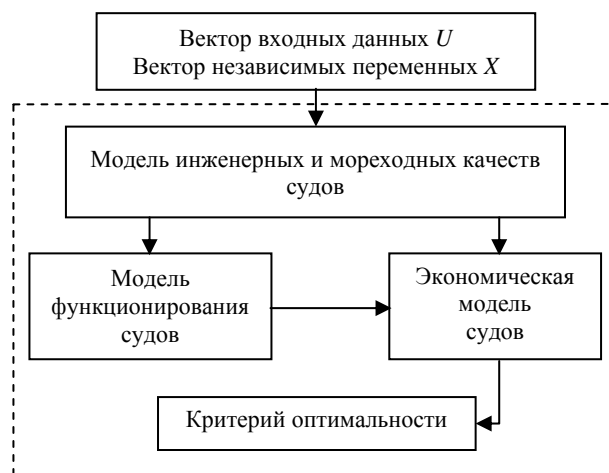 Вектор входных данных U
Вектор независимых переменных X
Модель инженерных и мореходных качеств
судов
Модель
функционирования
судов
Экономическая
модель
судов
Критерий оптимальности